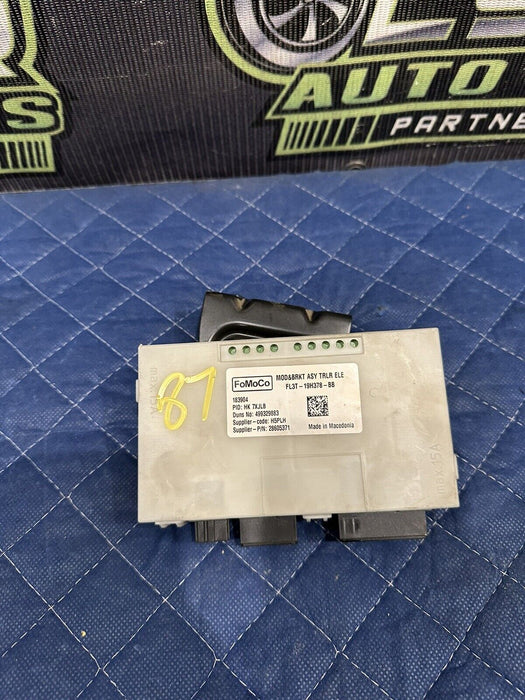 AUTO
PARTNE
FoMoCo
MOD&BRKT ASY TRLR ELE
FL3T-19H378-BB
183904
PID: HK 7XJLB
Duns No: 499329083
Supplier-code: H5PLH
Supplier-P/N: 28605371
Made in Macedonia
87